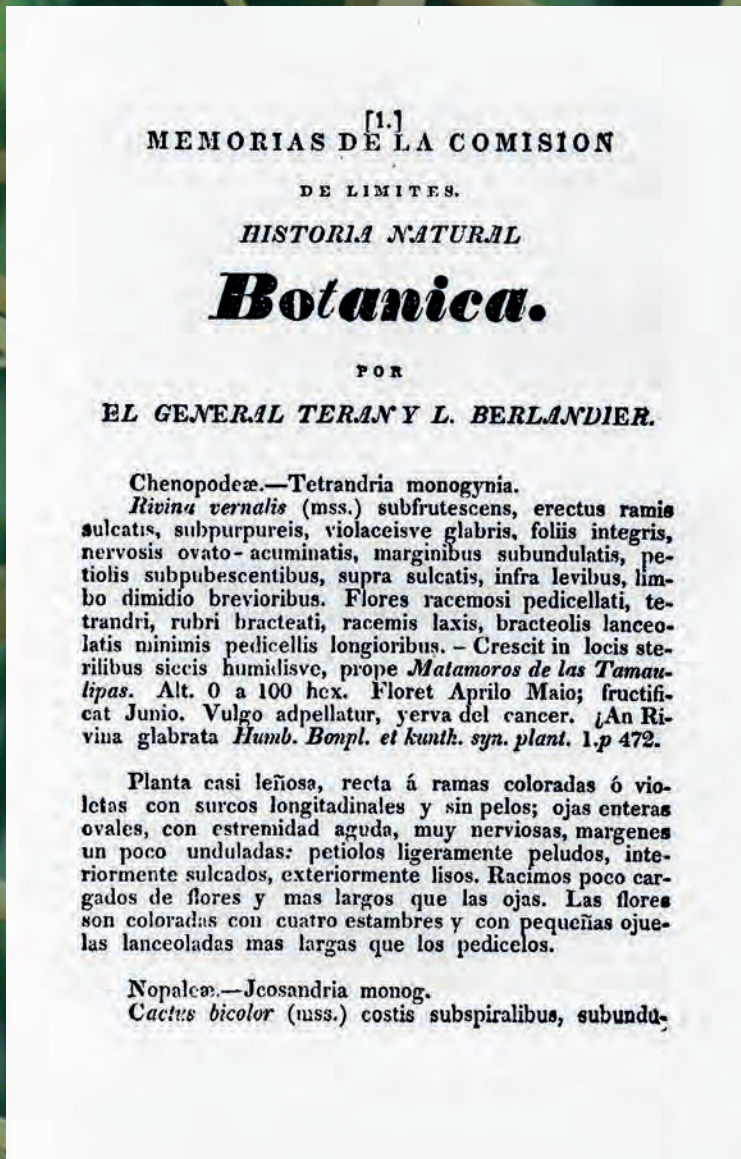 [1.]
MEMORIAS DE LA COMISION
DE LIMITES.
HISTORIA NATURAL
Botanica.
POR
EL GENERAL TERAN Y L. BERLANDIER.
Chenopodeæ.—Tetrandria monogynia.
Rivina vernalis (mss.) subfrutescens, erectus ramis
sulcatis, subpurpureis, violaceisve glabris, foliis integris,
nervosis ovato-acuminatis, marginibus subundulatis, pe-
tiolis subpubescentibus, supra sulcatis, infra levibus, lim-
bo dimidio brevioribus. Flores racemosi pedicellati, te-
trandri, rubri bracteati, racemis laxis, bracteolis lanceo-
latis minimis pedicellis longioribus. – Crescit in locis ste-
rilibus siccis humidisve, prope Matamoros de las Tamau-
lipas. Alt. 0 a 100 hex. Floret Aprilo Maio; fructifi-
cat Junio. Vulgo adpellatur, yerva del cancer. ¿An Ri-
vina glabrata Humb. Bonpl. et kunth. syn. plant. 1.p 472.
Planta casi leñosa, recta á ramas coloradas ó vio-
letas con surcos longitudinales y sin pelos; ojas enteras
ovales, con estremidad aguda, muy nerviosas, margenes
un poco unduladas: petiolos ligeramente peludos, inte-
riormente sulcados, exteriormente lisos. Racimos poco car-
gados de flores y mas largos que las ojas. Las flores
son coloradas con cuatro estambres y con pequeñas ojue-
las lanceoladas mas largas que los pedicelos.
Nopaleæ.—Jcosandria monog.
Cactus bicolor (mss.) costis subspiralibus, subundu-